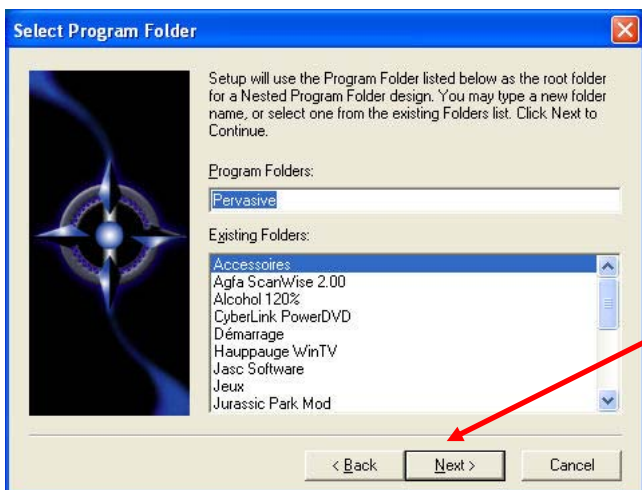 Select Program Folder
Setup will use the Program Folder listed below as the root folder
for a Nested Program Folder design. You may type a new folder
name, or select one from the existing Folders list. Click Next to
Continue.
Program Folders:
Pervasive
Existing Folders:
Accessoires
Agfa ScanWise 2.00
Alcohol 120%
CyberLink PowerDVD
Démarrage
Hauppauge WinTV
Jasc Software
Jeux
Jurassic Park Mod
< Back
Next >
Cancel